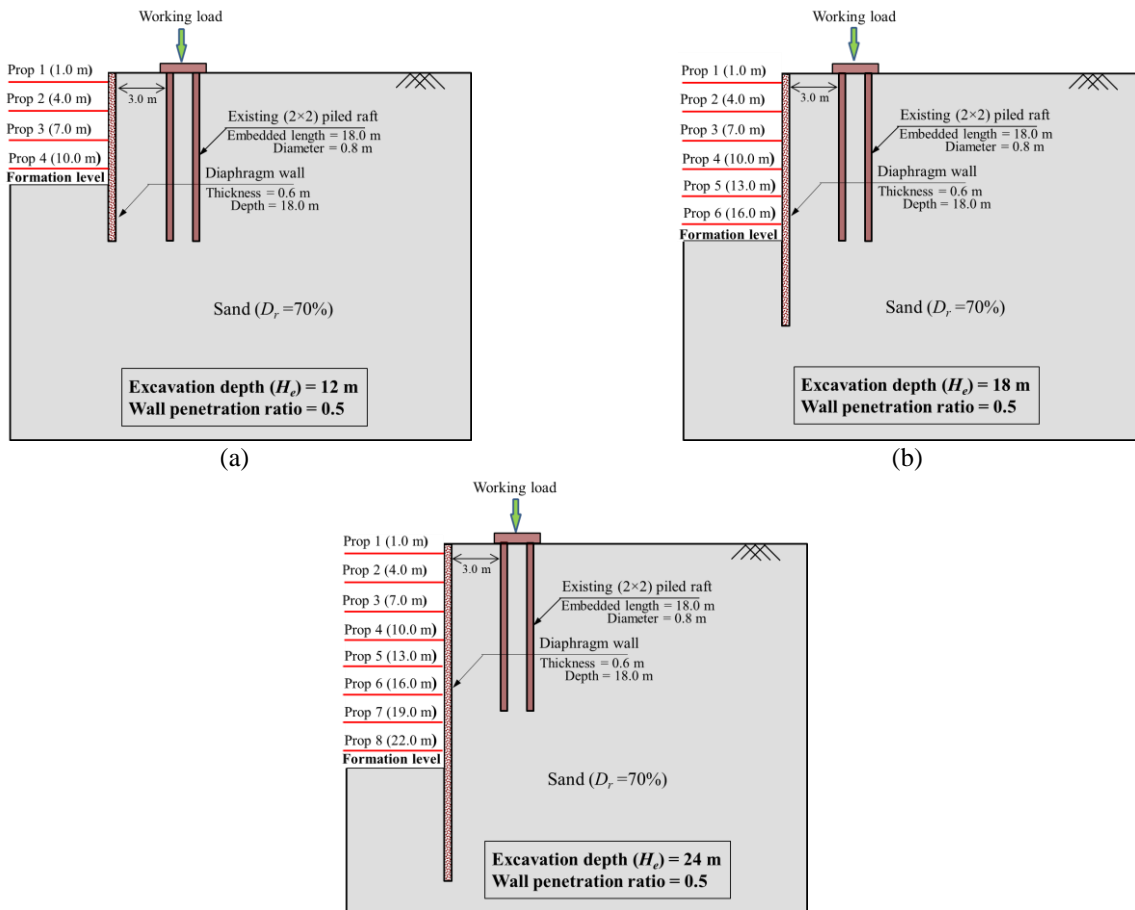 Working load
Prop 1 (1.0 m)
Prop 2 (4.0 m)
Prop 3 (7.0 m)
Prop 4 (10.0 m)
Formation level
3.0 m
Existing (2×2) piled raft
Embedded length = 18.0 m
Diameter = 0.8 m
Diaphragm wall
Thickness = 0.6 m
Depth = 18.0 m
Sand (Dr =70%)
Excavation depth (He) = 12 m
Wall penetration ratio = 0.5
(a)
Working load
Prop 1 (1.0 m)
Prop 2 (4.0 m)
Prop 3 (7.0 m)
Prop 4 (10.0 m)
Prop 5 (13.0 m)
Prop 6 (16.0 m)
Formation level
3.0 m
Existing (2×2) piled raft
Embedded length = 18.0 m
Diameter = 0.8 m
Diaphragm wall
Thickness = 0.6 m
Depth = 18.0 m
Sand (Dr =70%)
Excavation depth (He) = 18 m
Wall penetration ratio = 0.5
(b)
Working load
Prop 1 (1.0 m)
Prop 2 (4.0 m)
Prop 3 (7.0 m)
Prop 4 (10.0 m)
Prop 5 (13.0 m)
Prop 6 (16.0 m)
Prop 7 (19.0 m)
Prop 8 (22.0 m)
Formation level
3.0 m
Existing (2×2) piled raft
Embedded length = 18.0 m
Diameter = 0.8 m
Diaphragm wall
Thickness = 0.6 m
Depth = 18.0 m
Sand (Dr =70%)
Excavation depth (He) = 24 m
Wall penetration ratio = 0.5